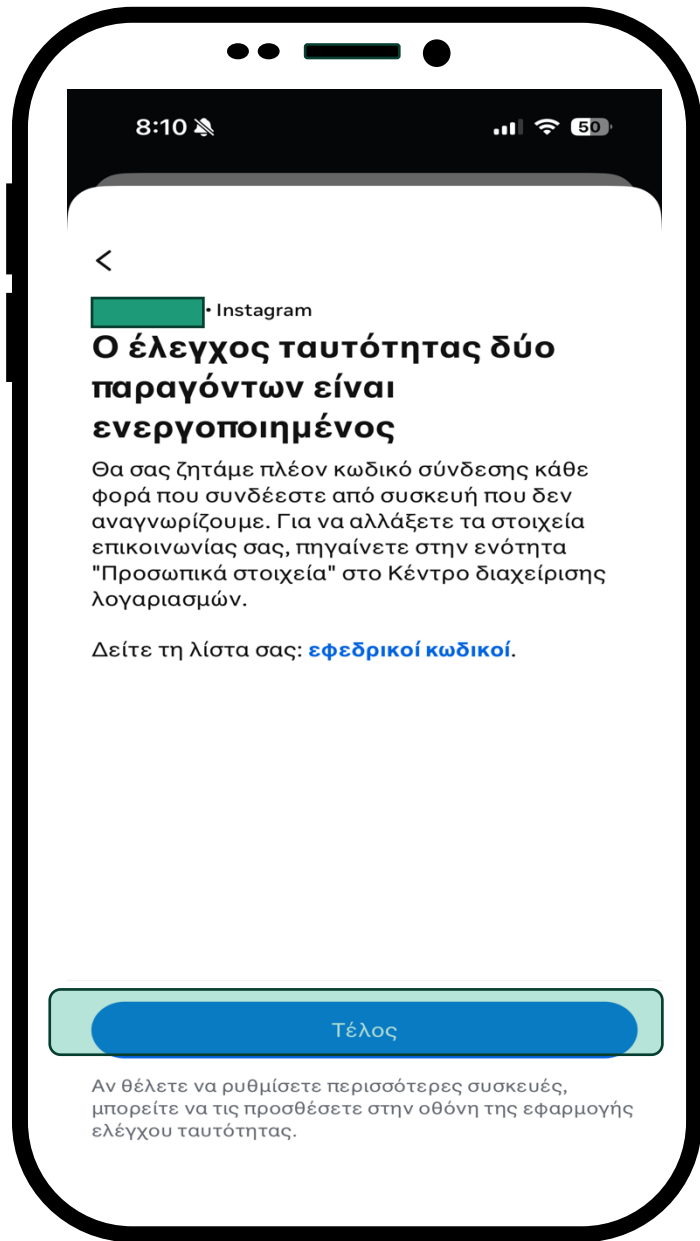 8:10
50
• Instagram
Ο έλεγχος ταυτότητας δύο
παραγόντων είναι
ενεργοποιημένος
Θα σας ζητάμε πλέον κωδικό σύνδεσης κάθε
φορά που συνδέεστε από συσκευή που δεν
αναγνωρίζουμε. Για να αλλάξετε τα στοιχεία
επικοινωνίας σας, πηγαίνετε στην ενότητα
"Προσωπικά στοιχεία" στο Κέντρο διαχείρισης
λογαριασμών.
Δείτε τη λίστα σας: εφεδρικοί κωδικοί.
Τέλος
Αν θέλετε να ρυθμίσετε περισσότερες συσκευές,
μπορείτε να τις προσθέσετε στην οθόνη της εφαρμογής
ελέγχου ταυτότητας.